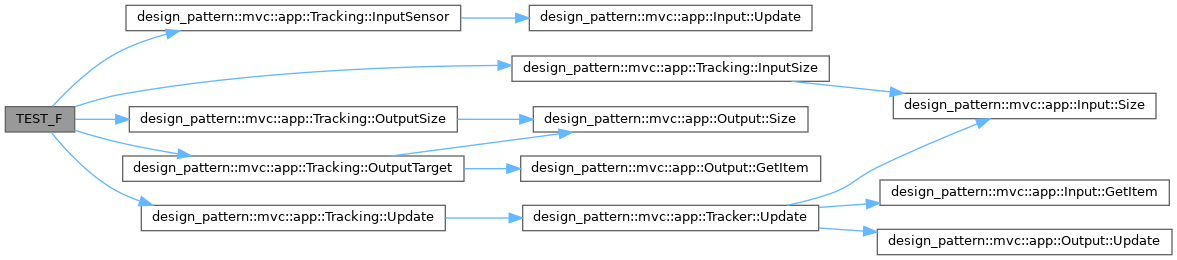 design_pattern::mvc::app::Tracking::InputSensor
design_pattern::mvc::app::Input::Update
design_pattern::mvc::app::Tracking::InputSize
design_pattern::mvc::app::Input::Size
TEST_F
design_pattern::mvc::app::Tracking::OutputSize
design_pattern::mvc::app::Output::Size
design_pattern::mvc::app::Tracking::OutputTarget
design_pattern::mvc::app::Output::GetItem
design_pattern::mvc::app::Input::GetItem
design_pattern::mvc::app::Tracking::Update
design_pattern::mvc::app::Tracker::Update
design_pattern::mvc::app::Output::Update